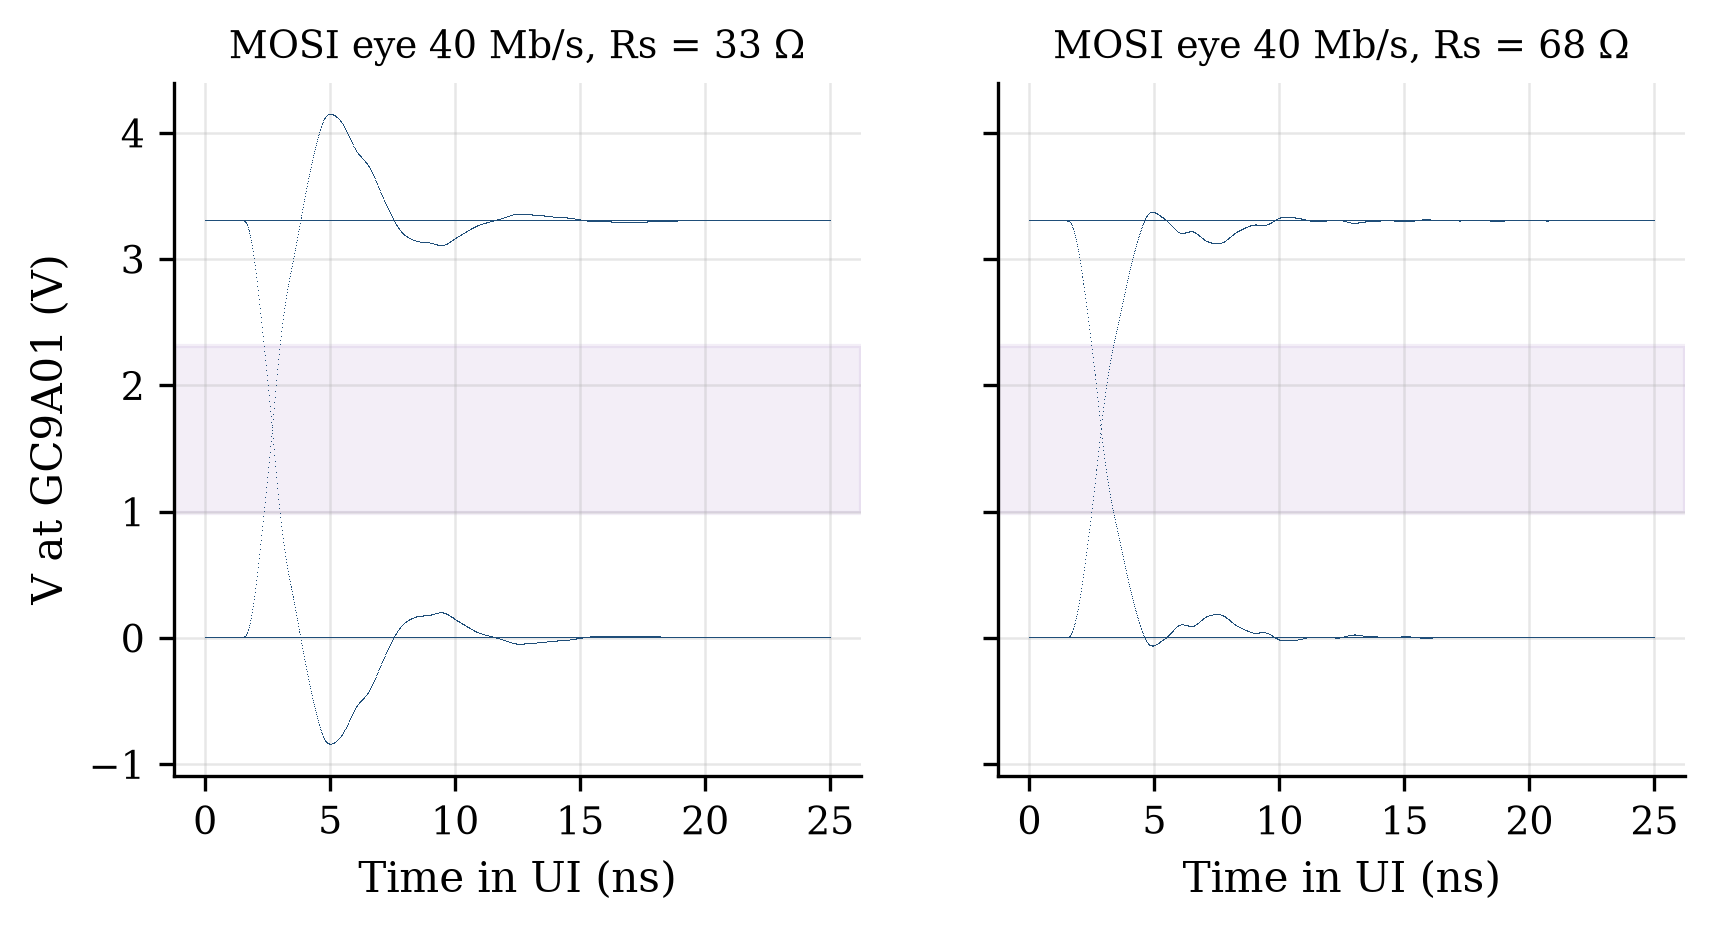 MOSI eye 40 Mb/s, Rs = 33 Ω
MOSI eye 40 Mb/s, Rs = 68 Ω
V at GC9A01 (V)
4
3
2
1
0
−1
0 5 10 15 20 25
0 5 10 15 20 25
Time in UI (ns)
Time in UI (ns)